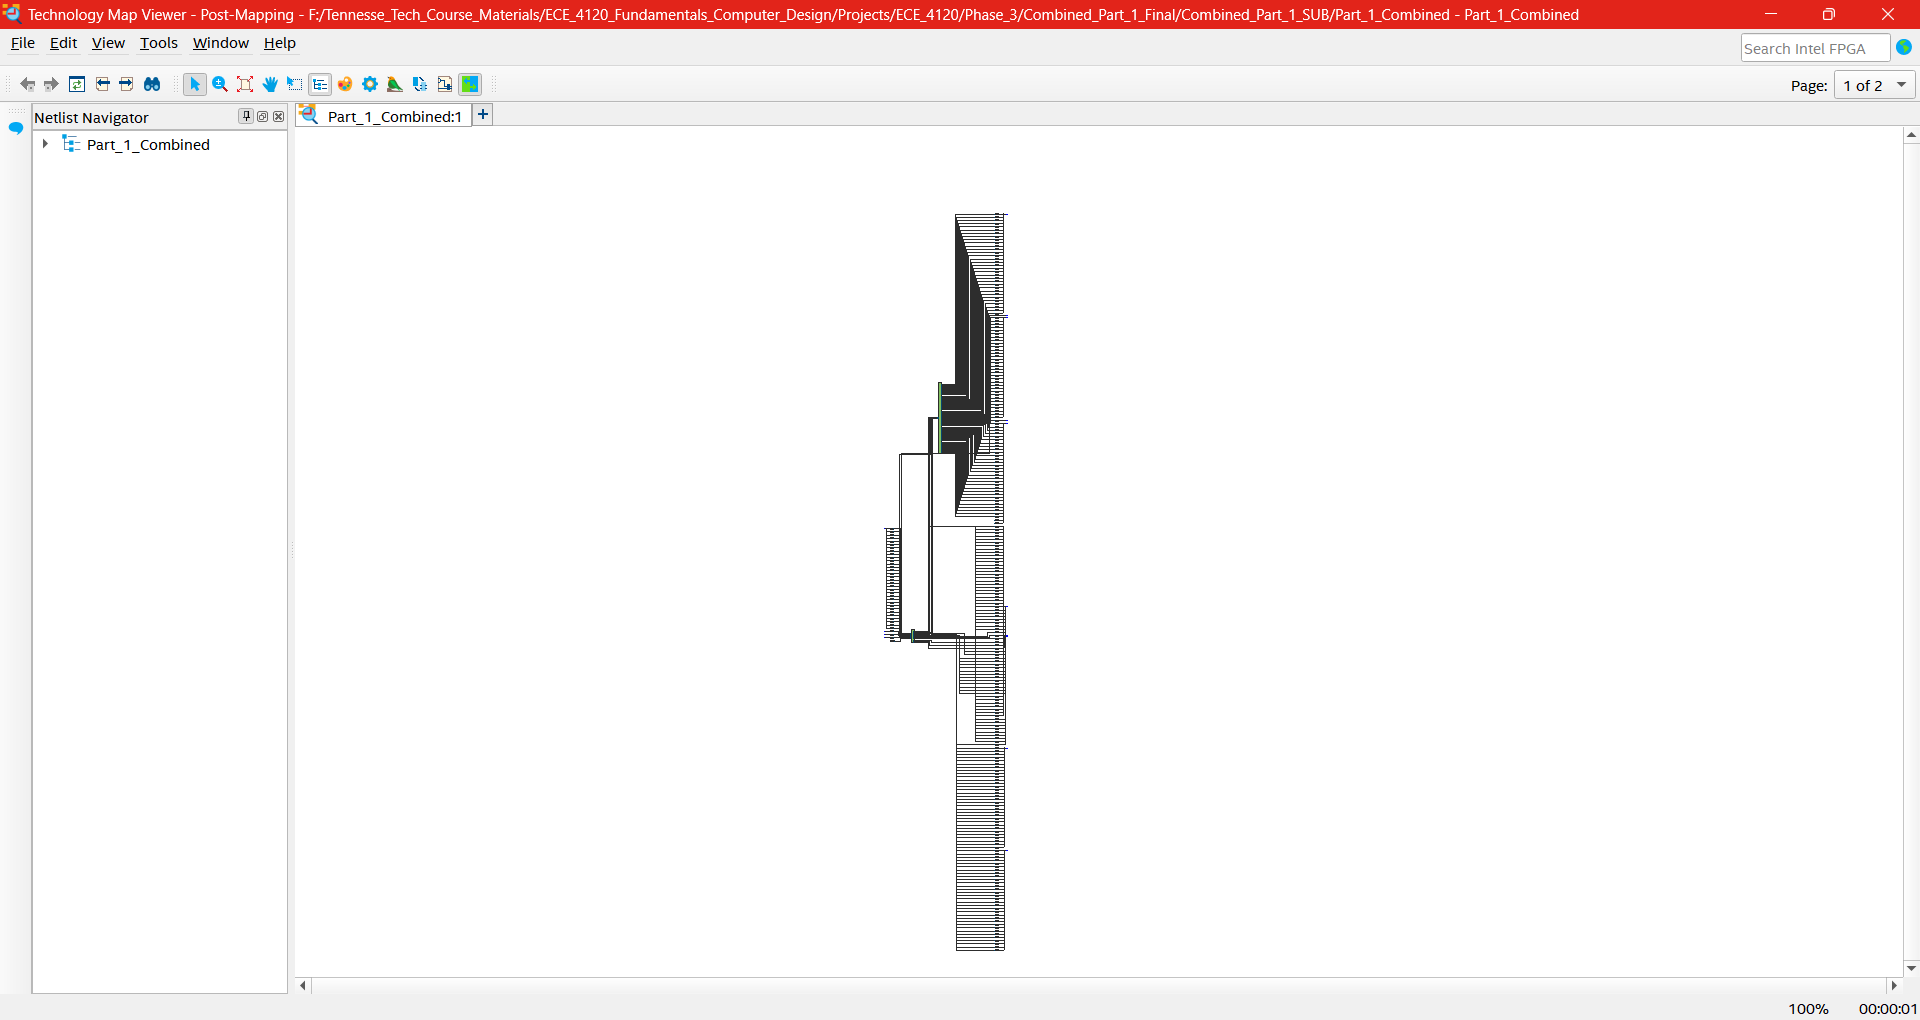 Technology Map Viewer - Post-Mapping - F:/Tennesse_Tech_Course_Materials/ECE_4120_Fundamentals_Computer_Design/Projects/ECE_4120/Phase_3/Combined_Part_1_Final/Combined_Part_1_SUB/Part_1_Combined - Part_1_Combined
File Edit View Tools Window Help
Search Intel FPGA
Page: 1 of 2
Netlist Navigator
Part_1_Combined:1
Part_1_Combined
100% 00:00:01